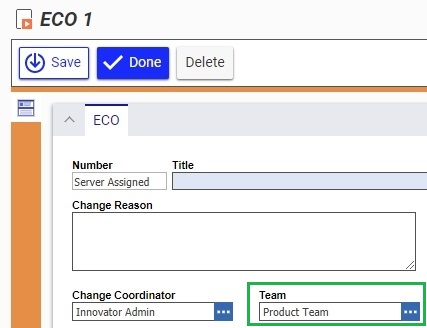 ECO 1
Save Done Delete
ECO
Number Title
Server Assigned
Change Reason
Change Coordinator Team
Innovator Admin Product Team